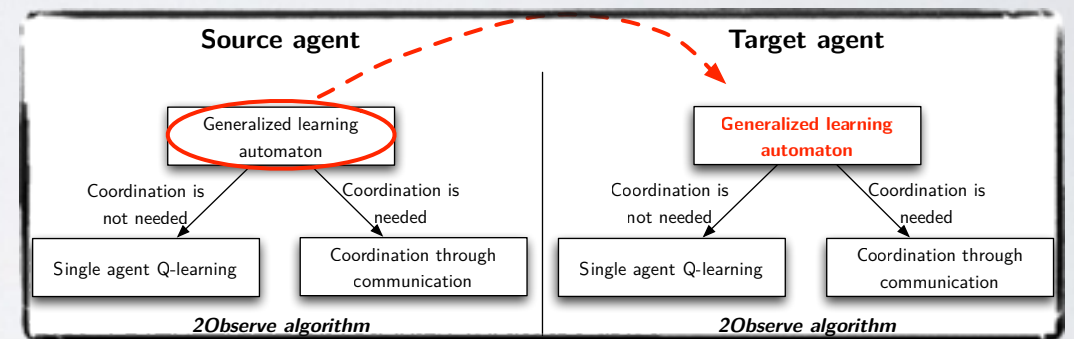 Source agent
Generalized learning
automaton
Coordination is
not needed
Coordination is
needed
Single agent Q-learning
Coordination through
communication
2Observe algorithm
Target agent
Generalized learning
automaton
Coordination is
not needed
Coordination is
needed
Single agent Q-learning
Coordination through
communication
2Observe algorithm